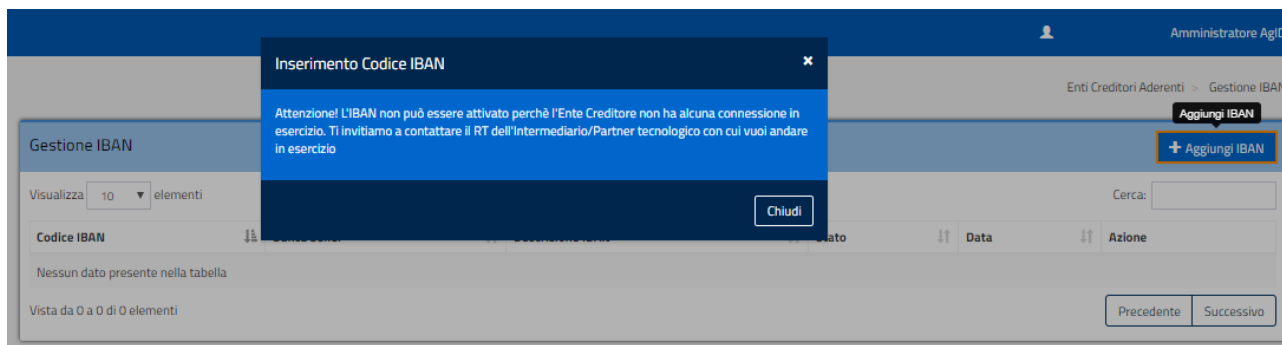 Amministratore AgID
Inserimento Codice IBAN ×
Enti Creditori Aderenti > Gestione IBAN
Attenzione! L'IBAN non può essere attivato perchè l'Ente Creditore non ha alcuna connessione in
esercizio. Ti invitiamo a contattare il RT dell'Intermediario/Partner tecnologico con cui vuoi andare
in esercizio
Aggiungi IBAN
Gestione IBAN
+ Aggiungi IBAN
Visualizza 10 elementi
Cerca:
Chiudi
Codice IBAN Stato Data Azione
Nessun dato presente nella tabella
Vista da 0 a 0 di 0 elementi
Precedente Successivo